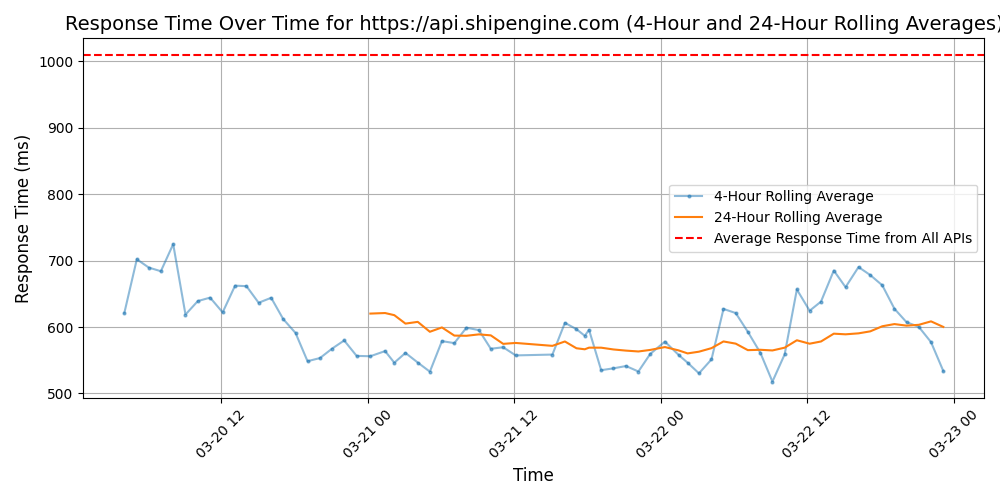 Response Time Over Time for https://api.shipengine.com (4-Hour and 24-Hour Rolling Averages)
Response Time (ms)
1000
900
800
700
600
500
4-Hour Rolling Average
24-Hour Rolling Average
Average Response Time from All APIs
03-20 12
03-21 00
03-21 12
03-22 00
03-22 12
03-23 00
Time